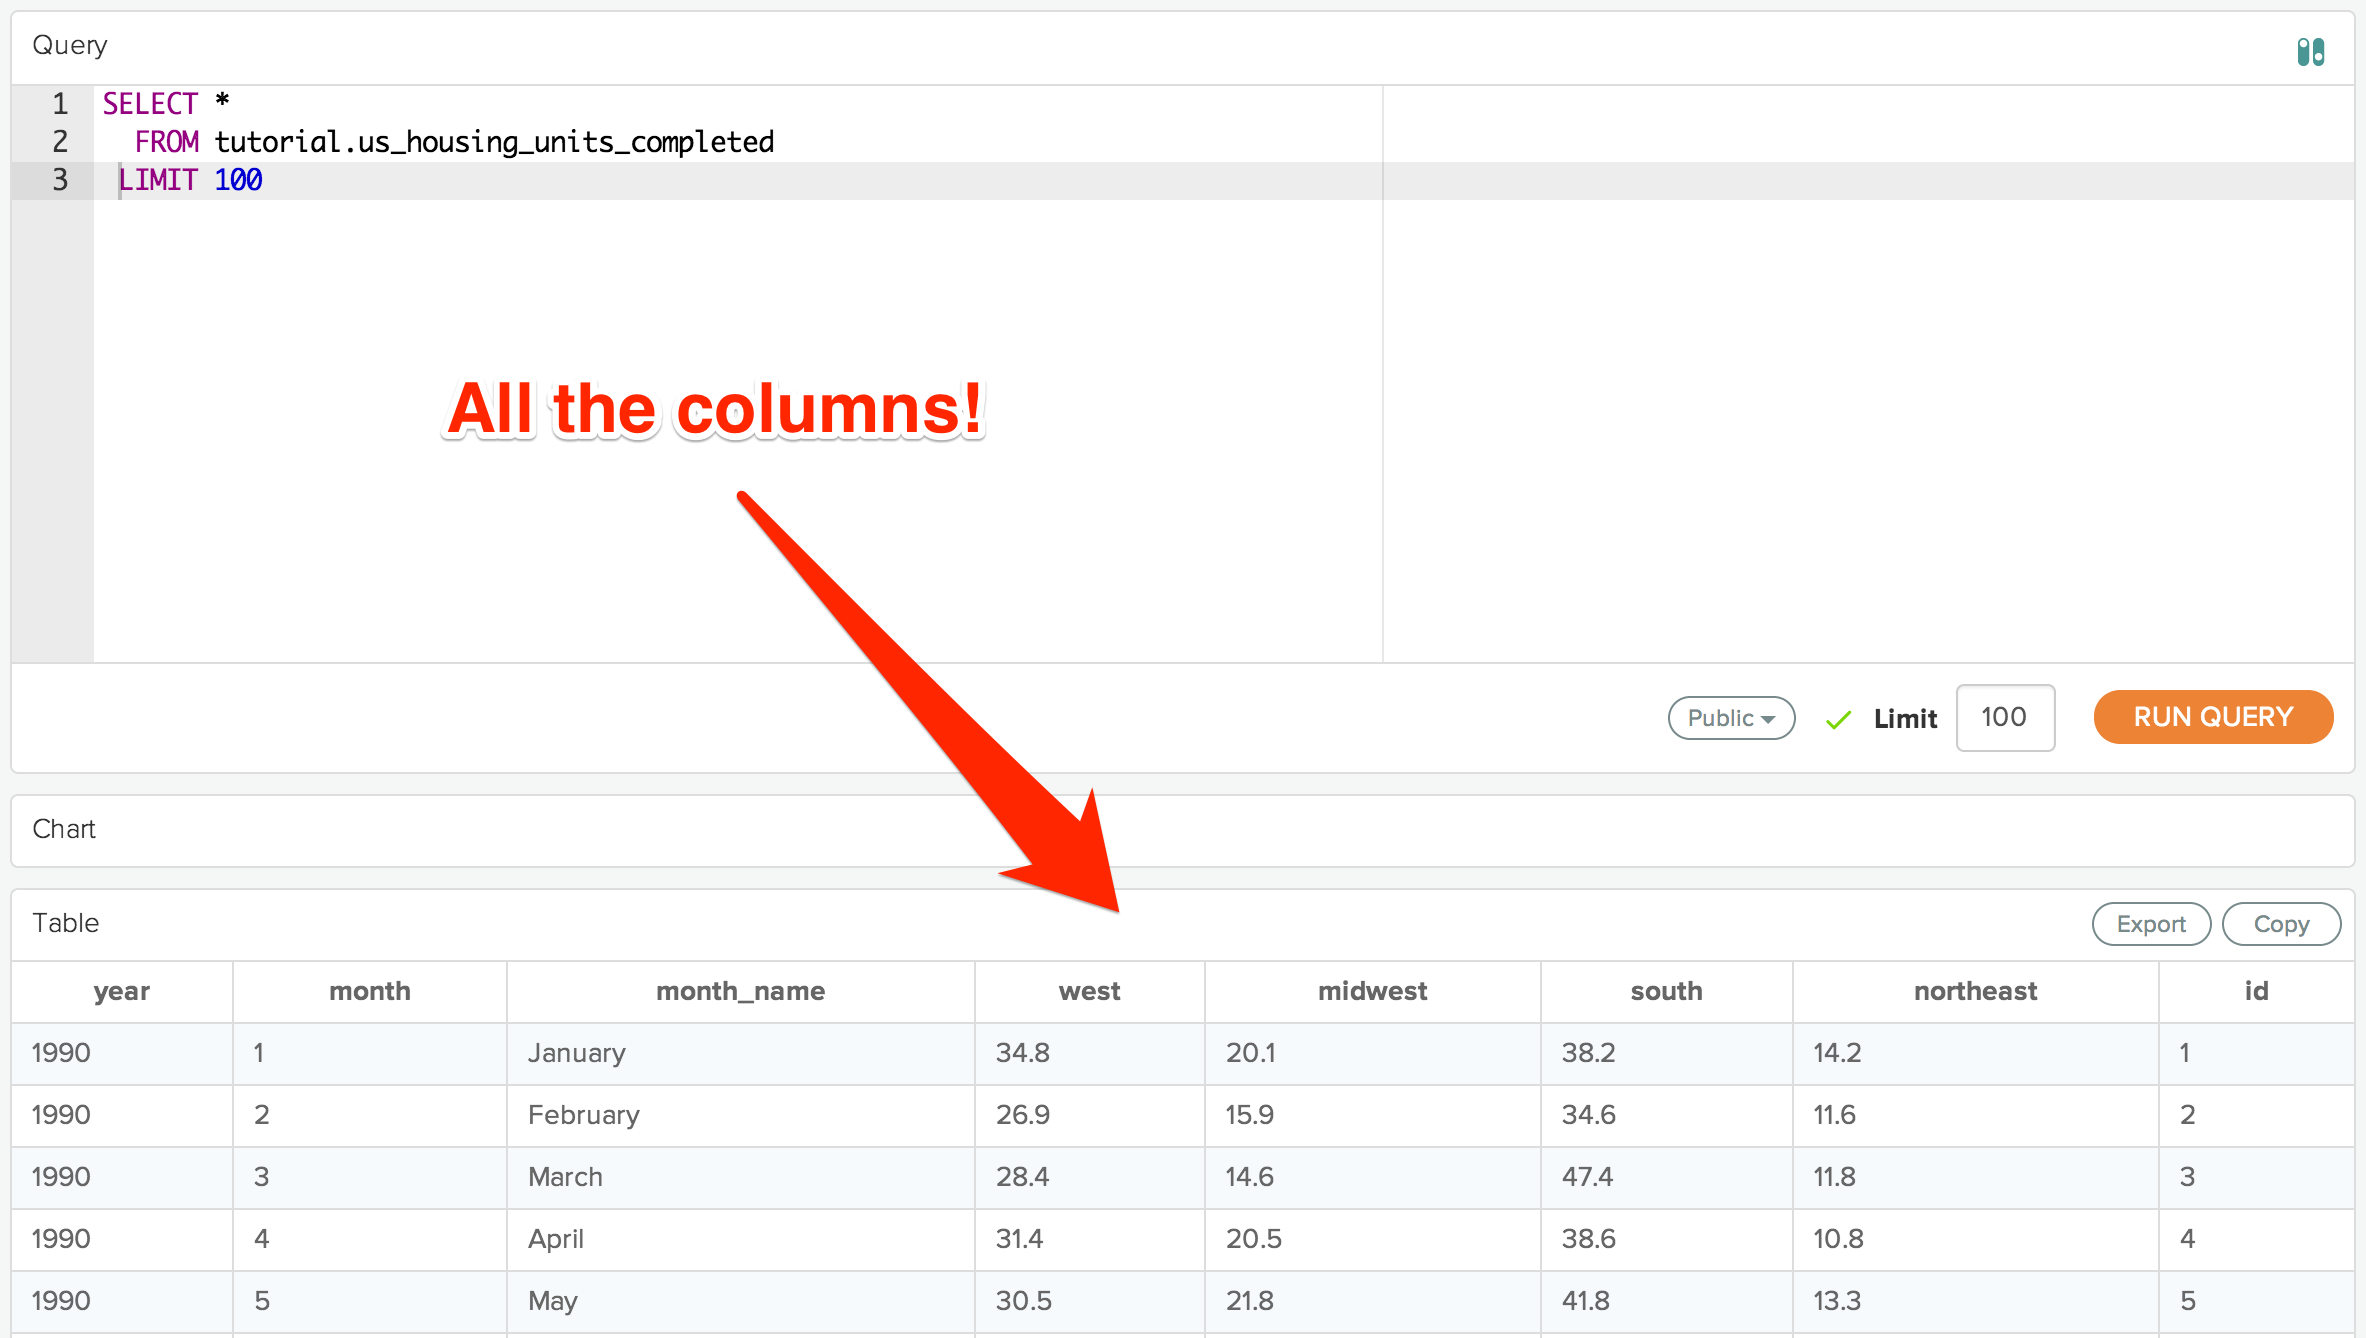 Query
1 SELECT *
2 FROM tutorial.us_housing_units_completed
3 LIMIT 100
All the columns!
Public Limit 100 RUN QUERY
Chart
Table Export Copy
year month month_name west midwest south northeast id
1990 1 January 34.8 20.1 38.2 14.2 1
1990 2 February 26.9 15.9 34.6 11.6 2
1990 3 March 28.4 14.6 47.4 11.8 3
1990 4 April 31.4 20.5 38.6 10.8 4
1990 5 May 30.5 21.8 41.8 13.3 5